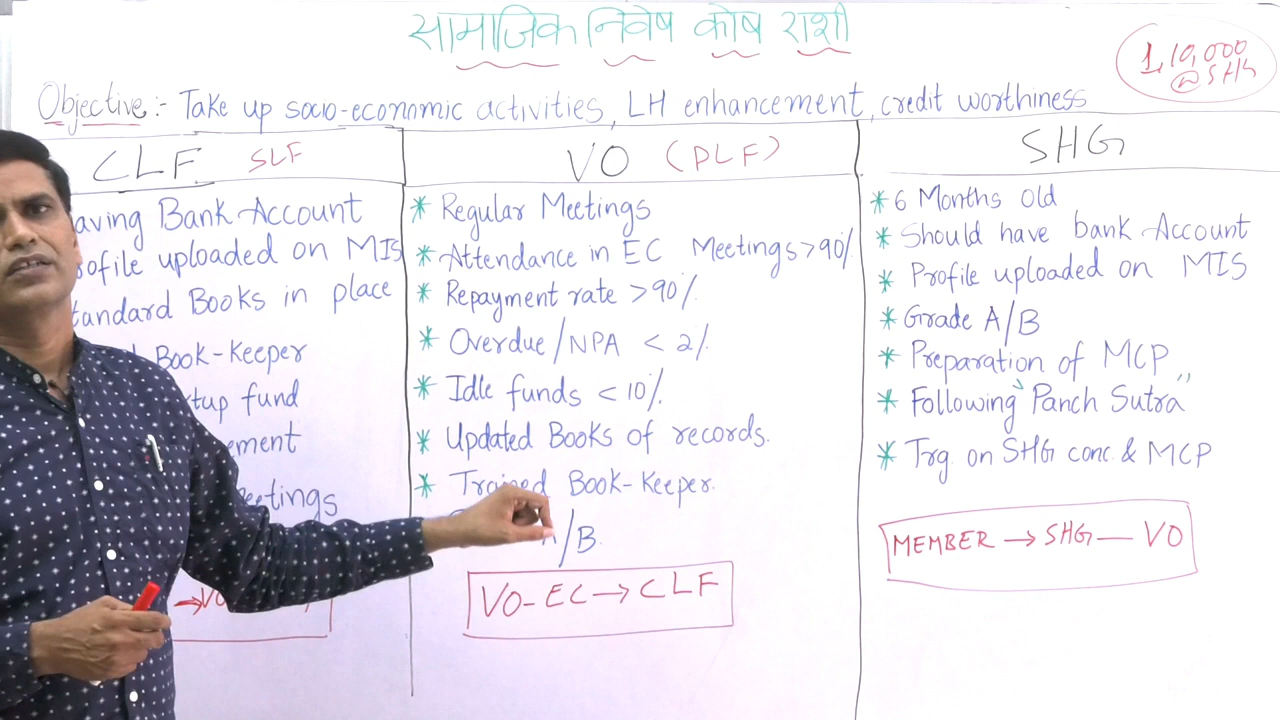 सामाजिक निवेष कोष राशी
1,10,000
@SHG
Objective :- Take up socio-economic activities, LH enhancement, credit worthiness
CLF SLF
aving Bank Account
rofile uploaded on MIS
tandard Books in place
Book-Keeper
rtup fund
ement
eetings
VO (PLF)
* Regular Meetings
* Attendance in EC Meetings >90%
* Repayment rate >90%
* Overdue/NPA < 2%
* Idle funds < 10%
* Updated Books of records.
* Trained Book-Keeper.
A/B
VO-EC → CLF
SHG
* 6 Months old
* Should have bank Account
* Profile uploaded on MIS
* Grade A/B
* Preparation of MCP,,
* Following Panch Sutra
* Trg. on SHG conc. & MCP
MEMBER → SHG — VO